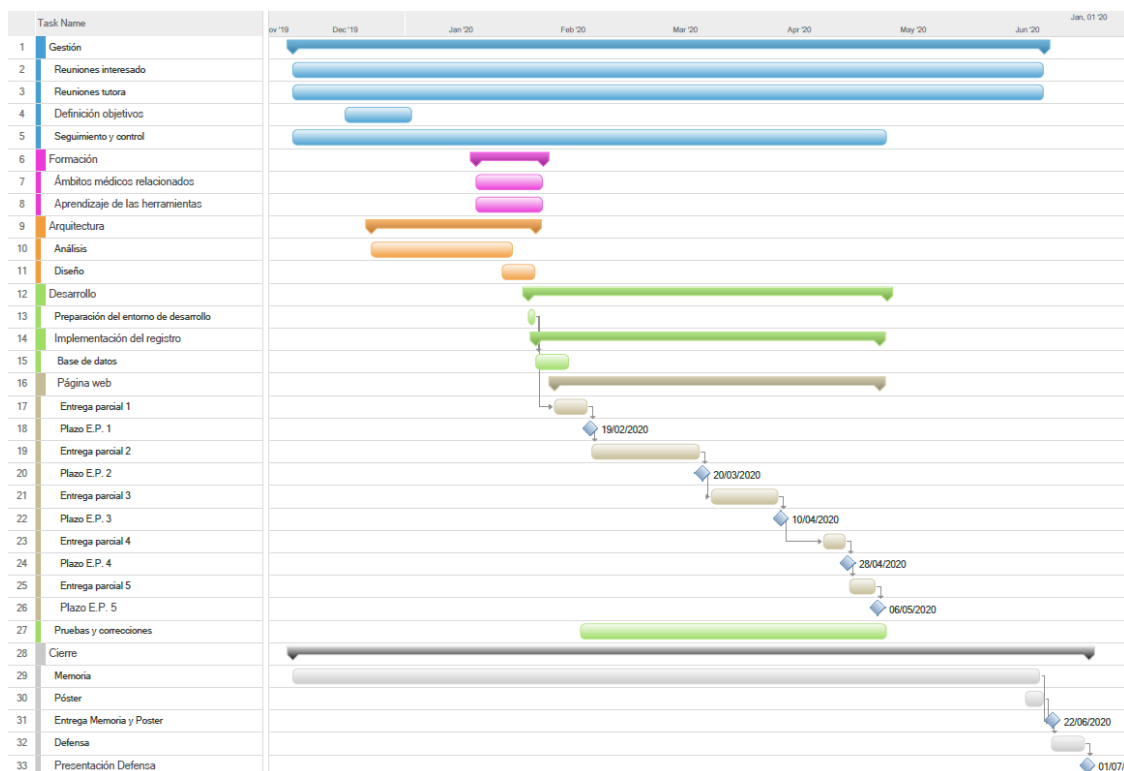 Jan, 01 '20
Task Name
ov '19 Dec '19 Jan '20 Feb '20 Mar '20 Apr '20 May '20 Jun '20
1 Gestión
2 Reuniones interesado
3 Reuniones tutora
4 Definición objetivos
5 Seguimiento y control
6 Formación
7 Ámbitos médicos relacionados
8 Aprendizaje de las herramientas
9 Arquitectura
10 Análisis
11 Diseño
12 Desarrollo
13 Preparación del entorno de desarrollo
14 Implementación del registro
15 Base de datos
16 Página web
17 Entrega parcial 1
18 Plazo E.P. 1 19/02/2020
19 Entrega parcial 2
20 Plazo E.P. 2 20/03/2020
21 Entrega parcial 3
22 Plazo E.P. 3 10/04/2020
23 Entrega parcial 4
24 Plazo E.P. 4 28/04/2020
25 Entrega parcial 5
26 Plazo E.P. 5 06/05/2020
27 Pruebas y correcciones
28 Cierre
29 Memoria
30 Póster
31 Entrega Memoria y Poster 22/06/2020
32 Defensa
33 Presentación Defensa 01/07/